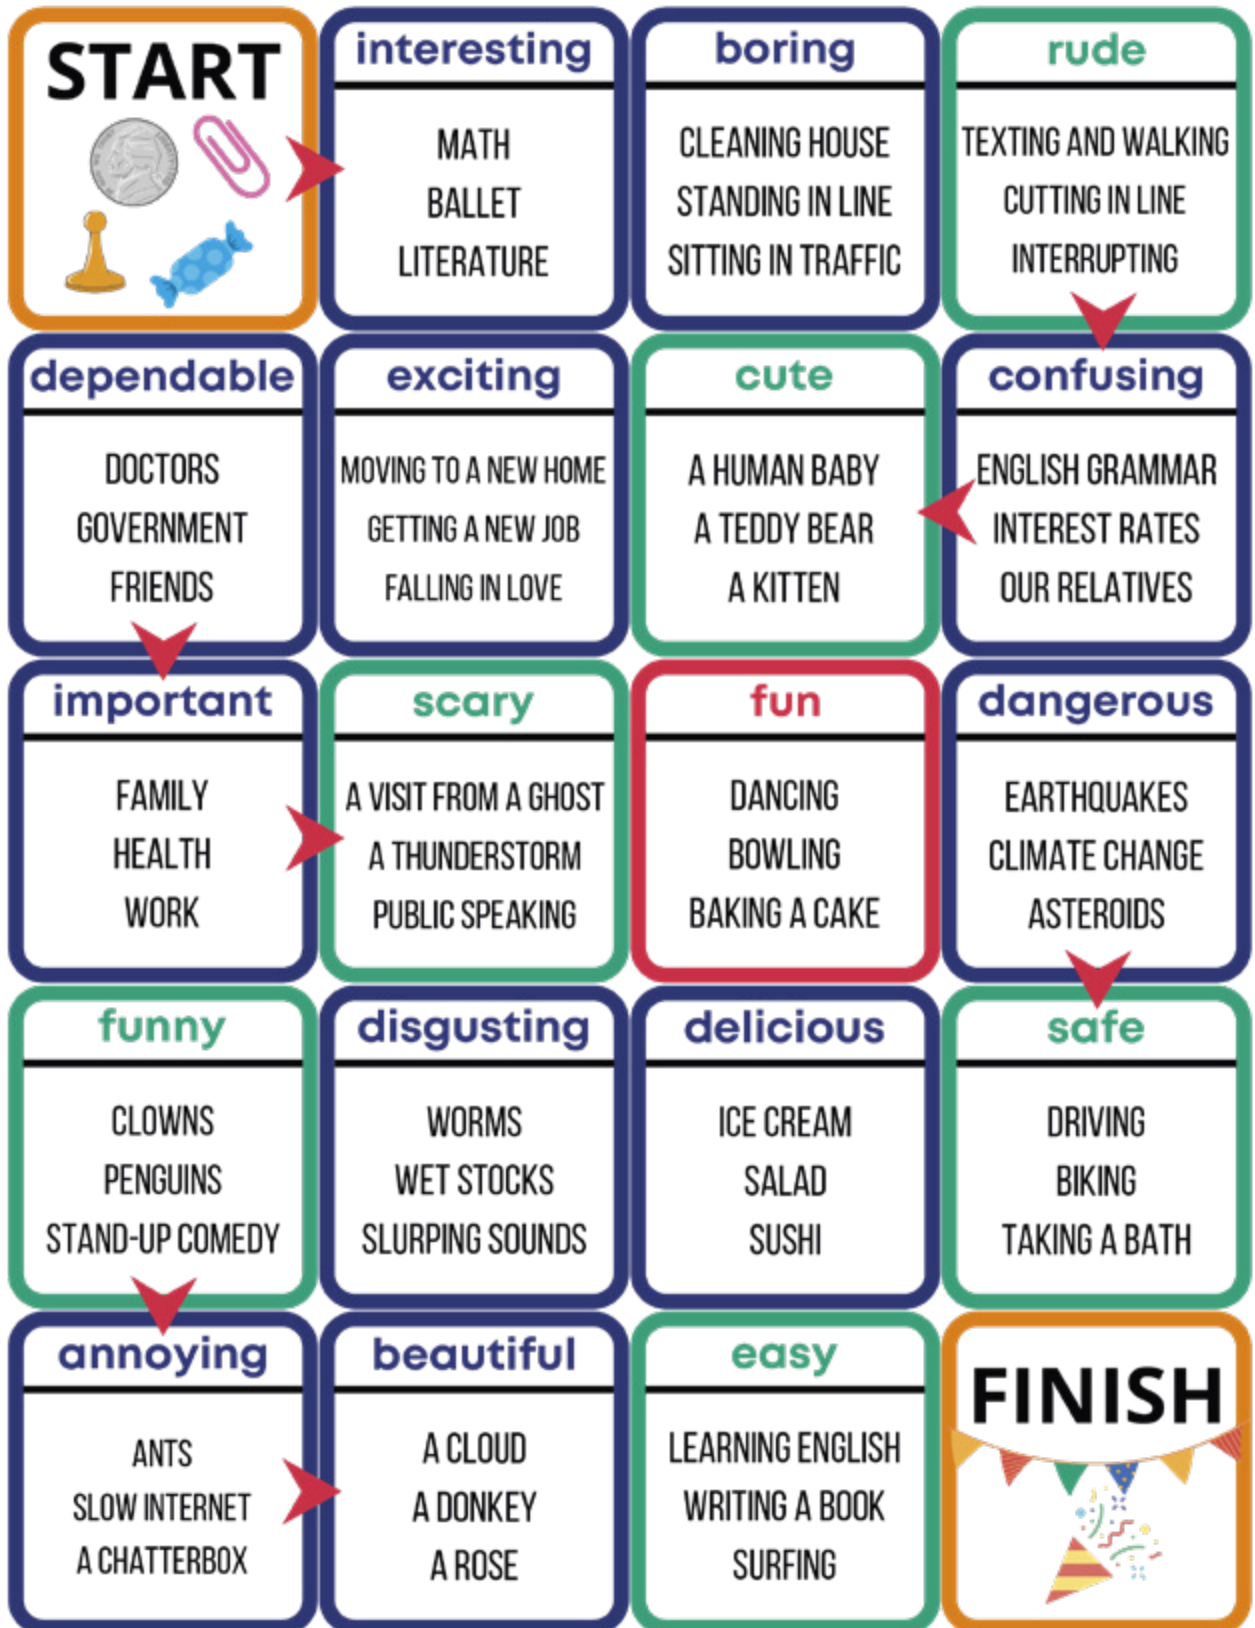 START
interesting
MATH
BALLET
LITERATURE
boring
CLEANING HOUSE
STANDING IN LINE
SITTING IN TRAFFIC
rude
TEXTING AND WALKING
CUTTING IN LINE
INTERRUPTING
dependable
DOCTORS
GOVERNMENT
FRIENDS
exciting
MOVING TO A NEW HOME
GETTING A NEW JOB
FALLING IN LOVE
cute
A HUMAN BABY
A TEDDY BEAR
A KITTEN
confusing
ENGLISH GRAMMAR
INTEREST RATES
OUR RELATIVES
important
FAMILY
HEALTH
WORK
scary
A VISIT FROM A GHOST
A THUNDERSTORM
PUBLIC SPEAKING
fun
DANCING
BOWLING
BAKING A CAKE
dangerous
EARTHQUAKES
CLIMATE CHANGE
ASTEROIDS
funny
CLOWNS
PENGUINS
STAND-UP COMEDY
disgusting
WORMS
WET STOCKS
SLURPING SOUNDS
delicious
ICE CREAM
SALAD
SUSHI
safe
DRIVING
BIKING
TAKING A BATH
annoying
ANTS
SLOW INTERNET
A CHATTERBOX
beautiful
A CLOUD
A DONKEY
A ROSE
easy
LEARNING ENGLISH
WRITING A BOOK
SURFING
FINISH